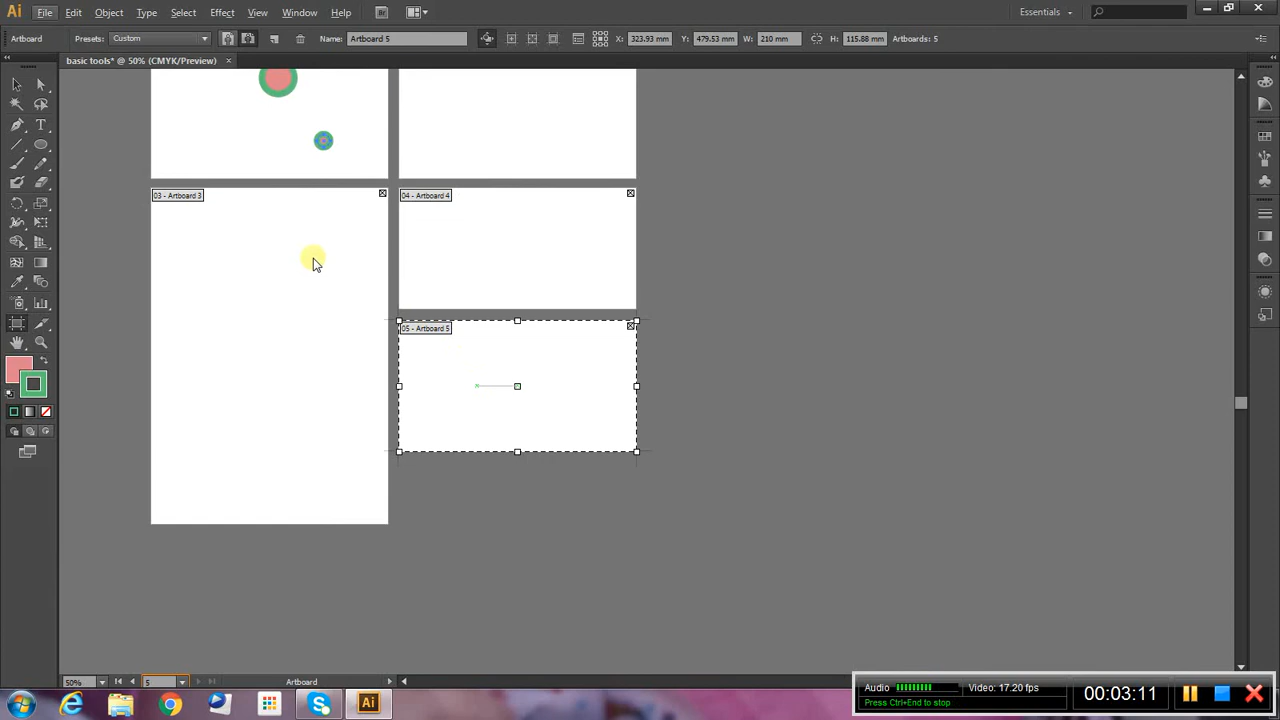 Ai File Edit Object Type Select Effect View Window Help Br Essentials
Artboard Presets: Custom Name: Artboard 5 X: 323.93 mm Y: 479.53 mm W: 210 mm H: 115.88 mm Artboards: 5
basic tools* @ 50% (CMYK/Preview)
03 - Artboard 3
04 - Artboard 4
05 - Artboard 5
50% 5 Artboard
Audio Video: 17.20 fps
Press Ctrl+End to stop
00:03:11
Ai